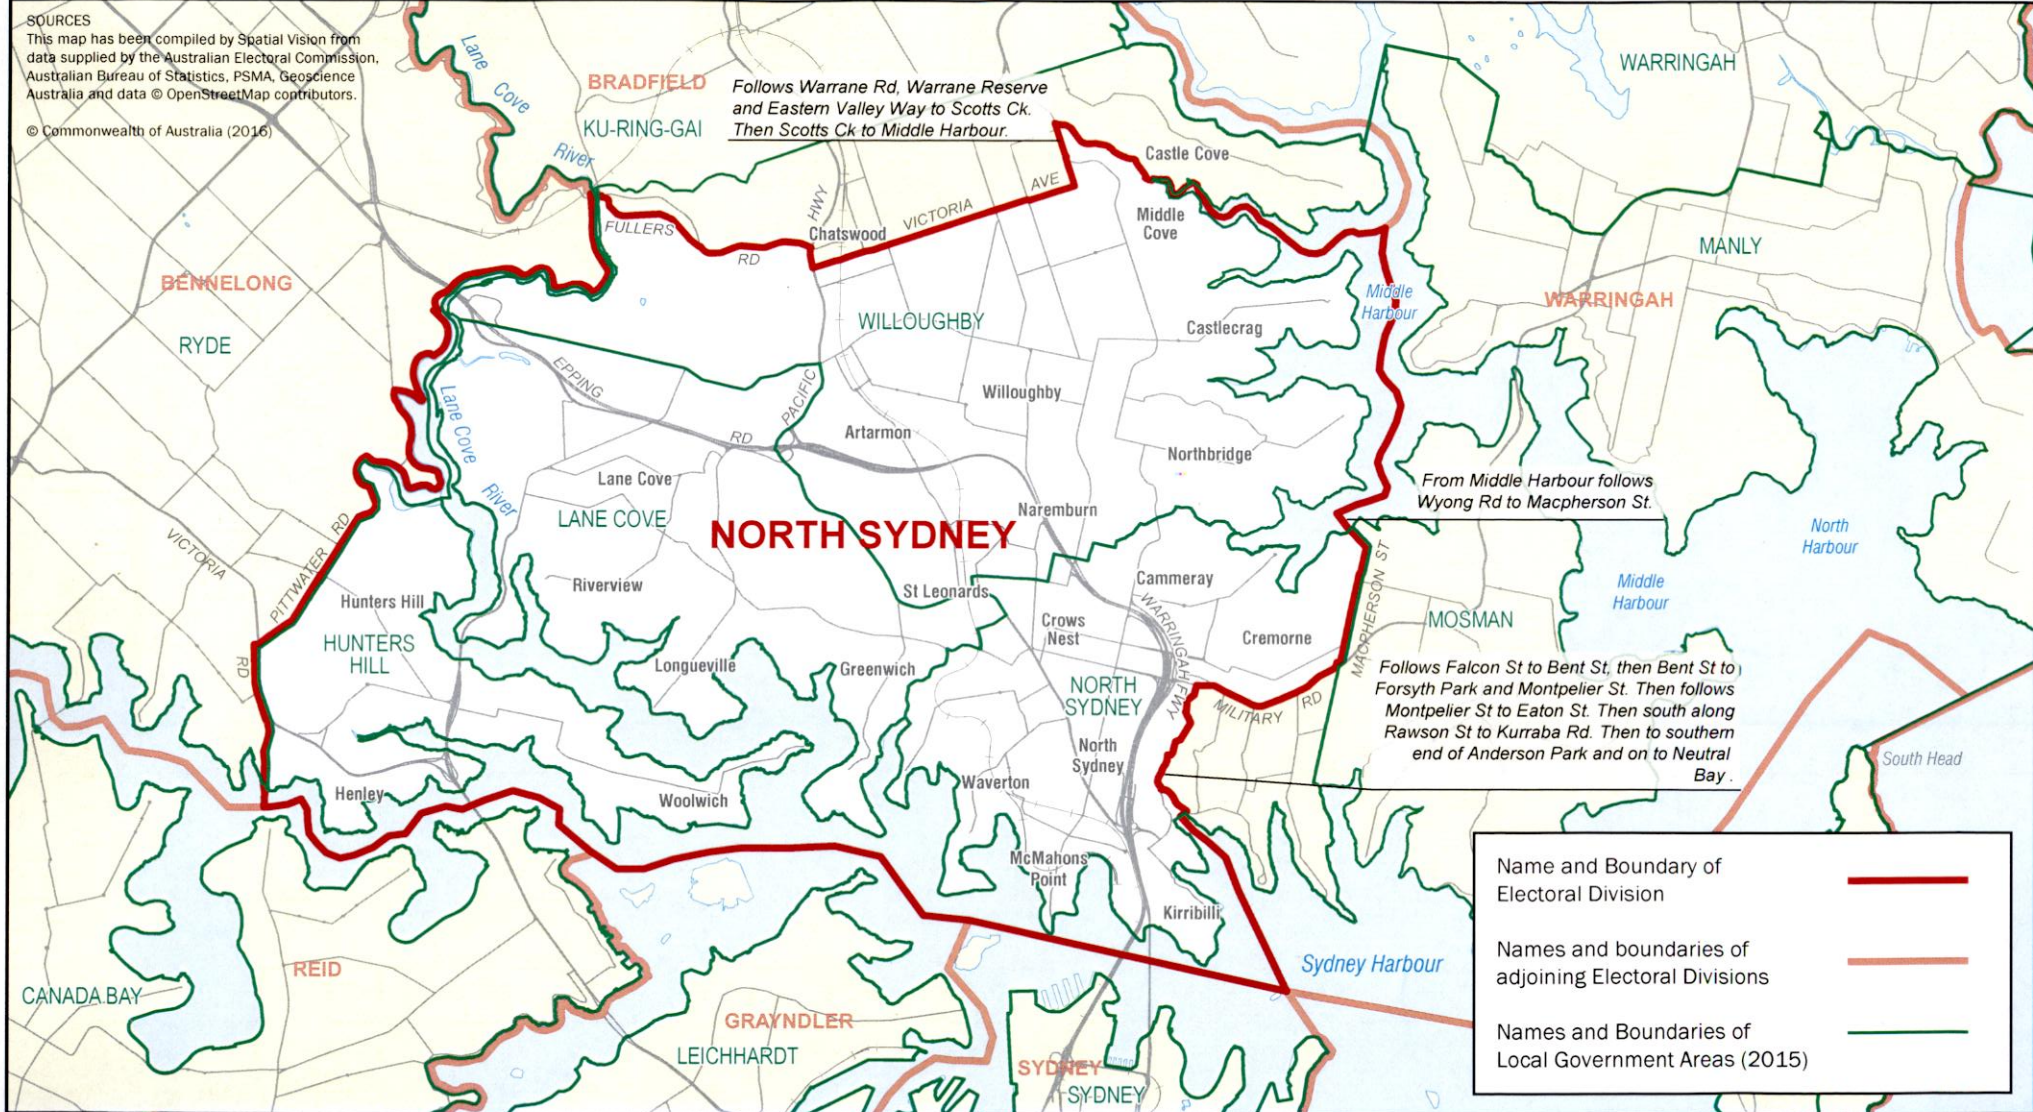 SOURCES
This map has been compiled by Spatial Vision from
data supplied by the Australian Electoral Commission,
Australian Bureau of Statistics, PSMA, Geoscience
Australia and data © OpenStreetMap contributors.
© Commonwealth of Australia (2016)
Lane Cove
River
BRADFIELD
KU-RING-GAI
Follows Warrane Rd, Warrane Reserve
and Eastern Valley Way to Scotts Ck.
Then Scotts Ck to Middle Harbour.
WARRINGAH
Castle Cove
HWY
VICTORIA
AVE
FULLERS
RD
Chatswood
Middle
Cove
MANLY
BENNELONG
RYDE
WILLOUGHBY
Middle
Harbour
WARRINGAH
Castlecrag
EPPING
RD
PACIFIC
Willoughby
Artarmon
Lane Cove
River
Lane Cove
LANE COVE
Northbridge
From Middle Harbour follows
Wyong Rd to Macpherson St.
NORTH SYDNEY
Naremburn
North
Harbour
VICTORIA
RD
PITTWATER RD
Hunters Hill
HUNTERS
HILL
Riverview
St Leonards
Cammeray
WARRINGAH FWY
MACPHERSON ST
Middle
Harbour
MOSMAN
Crows
Nest
Cremorne
Longueville
Greenwich
NORTH
SYDNEY
MILITARY RD
Follows Falcon St to Bent St, then Bent St to
Forsyth Park and Montpelier St. Then follows
Montpelier St to Eaton St. Then south along
Rawson St to Kurraba Rd. Then to southern
end of Anderson Park and on to Neutral
Bay .
South Head
North
Sydney
Henley
Woolwich
Waverton
McMahons
Point
Kirribilli
Sydney Harbour
CANADA BAY
REID
GRAYNDLER
LEICHHARDT
SYDNEY
SYDNEY
Name and Boundary of
Electoral Division
Names and boundaries of
adjoining Electoral Divisions
Names and Boundaries of
Local Government Areas (2015)